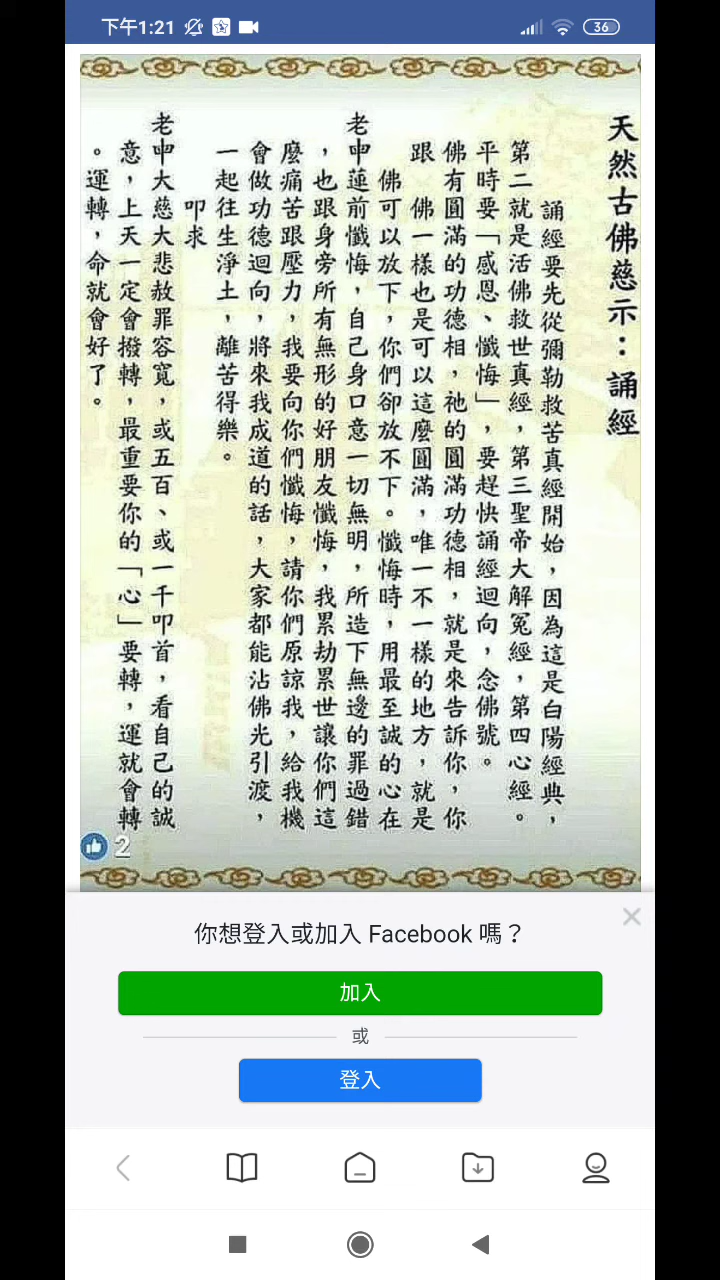 下午1:21
36
天然古佛慈示：誦經
誦經要先從彌勒救苦真經開始，因為這是白陽經典，
第二就是活佛救世真經，第三聖帝大解冤經，第四心經。
平時要「感恩、懺悔」，要趕快誦經迴向，念佛號。
佛有圓滿的功德相，祂的圓滿功德相，就是來告訴你，你
跟　佛一樣也是可以這麼圓滿，唯一不一樣的地方，就是
佛可以放下，你們卻放不下。懺悔時，用最至誠的心在
老申蓮前懺悔，自己身口意一切無明，所造下無邊的罪過錯
，也跟身旁所有無形的好朋友懺悔，我累劫累世讓你們這
麼痛苦跟壓力，我要向你們懺悔，請你們原諒我，給我機
會做功德迴向，將來我成道的話，大家都能沾佛光引渡，
一起往生淨土，離苦得樂。
叩求
老申大慈大悲赦罪容寬，或五百、或一千叩首，看自己的誠
意，上天一定會撥轉，最重要你的「心」要轉，運就會轉
。運轉，命就會好了。
2
你想登入或加入 Facebook 嗎？
加入
或
登入